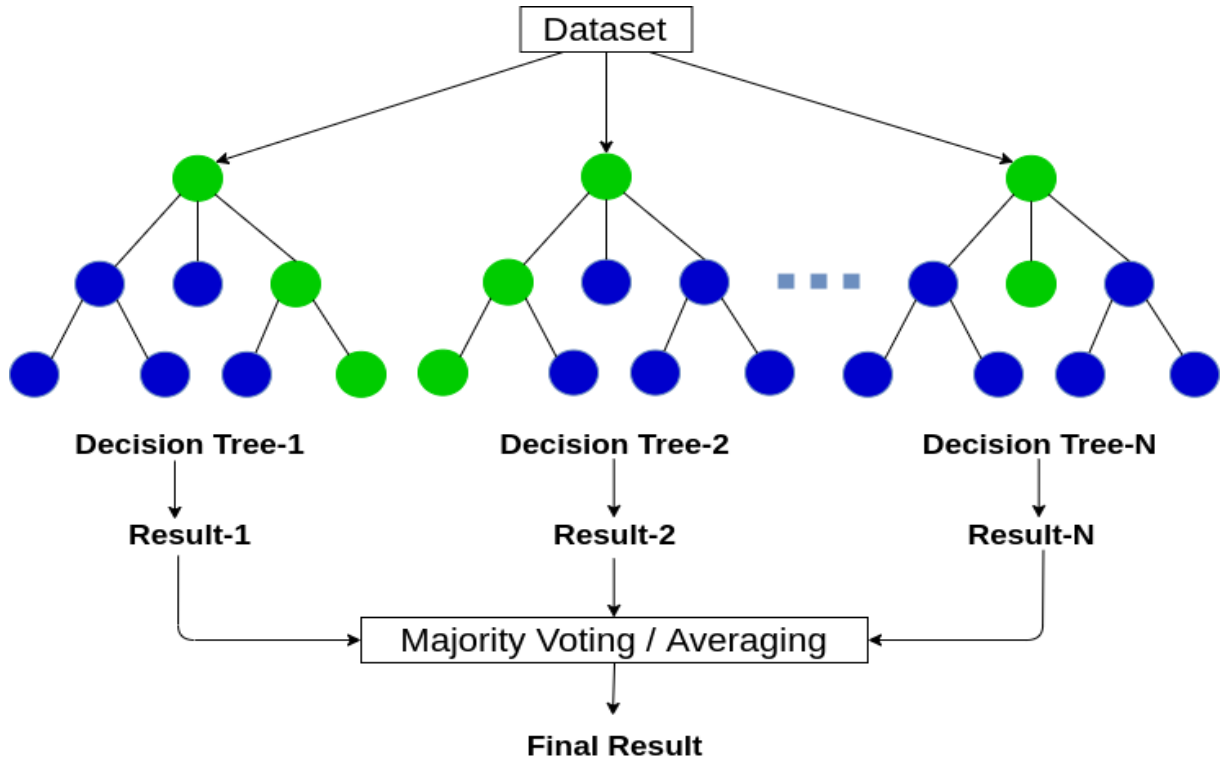 Dataset
Decision Tree-1
Decision Tree-2
Decision Tree-N
Result-1
Result-2
Result-N
Majority Voting / Averaging
Final Result